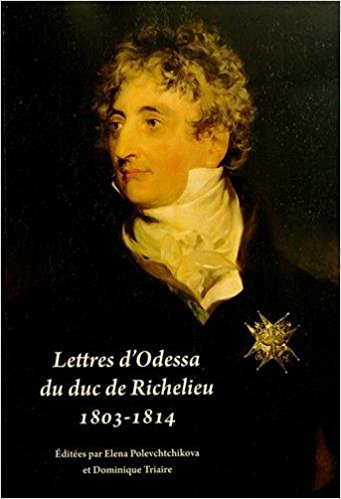 Lettres d'Odessa
du duc de Richelieu
1803-1814
Éditées par Elena Polevchtchikova
et Dominique Triaire